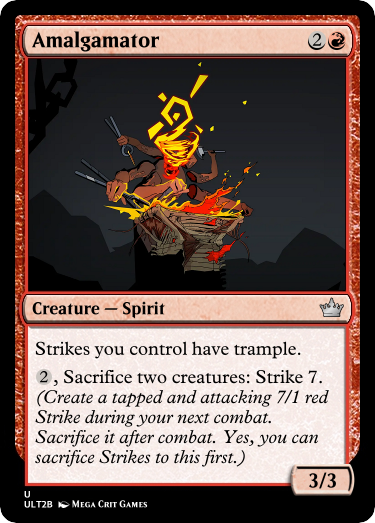 Amalgamator 2
Creature — Spirit
Strikes you control have trample.
2, Sacrifice two creatures: Strike 7.
(Create a tapped and attacking 7/1 red
Strike during your next combat.
Sacrifice it after combat. Yes, you can
sacrifice Strikes to this first.)
3/3
U
ULT2B Mega Crit Games